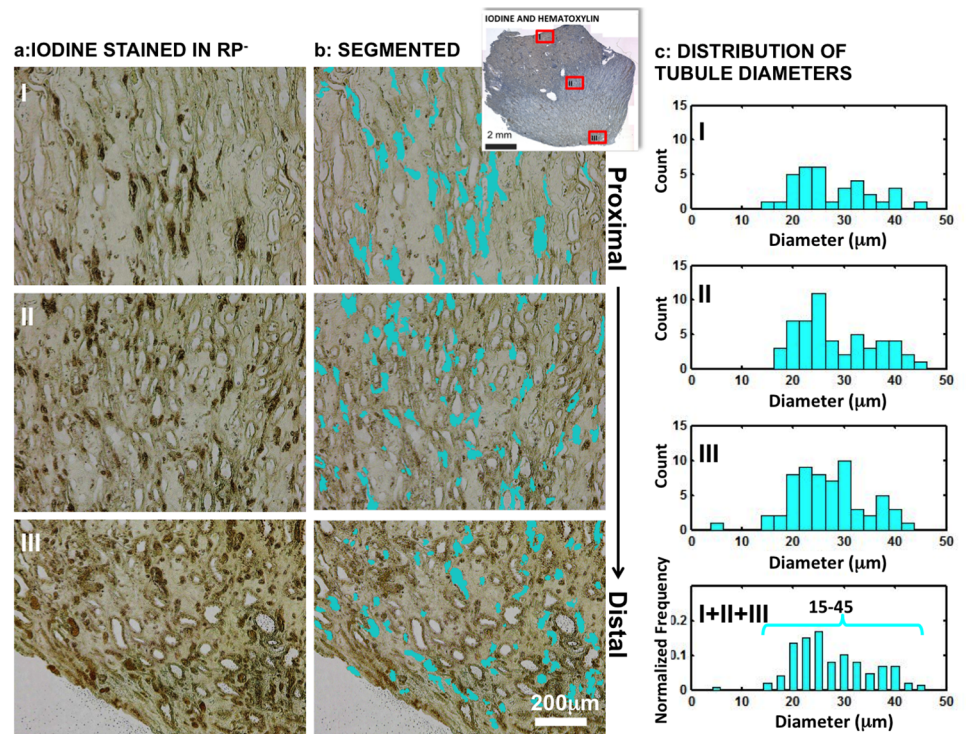 IODINE AND HEMATOXYLIN
a:IODINE STAINED IN RP-
b: SEGMENTED
c: DISTRIBUTION OF
TUBULE DIAMETERS
I
II
III
2 mm
I
II
III
Proximal
Distal
200μm
I
Count
15
10
5
0
0 10 20 30 40 50
Diameter (μm)
II
Count
15
10
5
0
0 10 20 30 40 50
Diameter (μm)
III
Count
15
10
5
0
0 10 20 30 40 50
Diameter (μm)
I+II+III
15-45
Normalized Frequency
0.2
0.1
0
0 10 20 30 40 50
Diameter (μm)